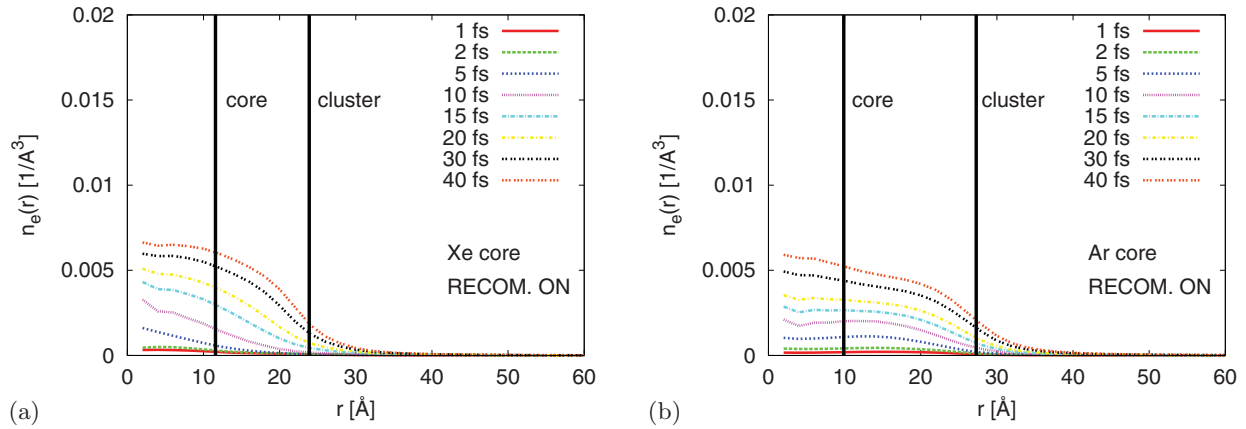 0.02
0.015
0.01
0.005
0
n_e(r) [1/A^3]
0 10 20 30 40 50 60
r [Å]
core
cluster
1 fs
2 fs
5 fs
10 fs
15 fs
20 fs
30 fs
40 fs
Xe core
RECOM. ON
(a)
0.02
0.015
0.01
0.005
0
n_e(r) [1/A^3]
0 10 20 30 40 50 60
r [Å]
core
cluster
1 fs
2 fs
5 fs
10 fs
15 fs
20 fs
30 fs
40 fs
Ar core
RECOM. ON
(b)